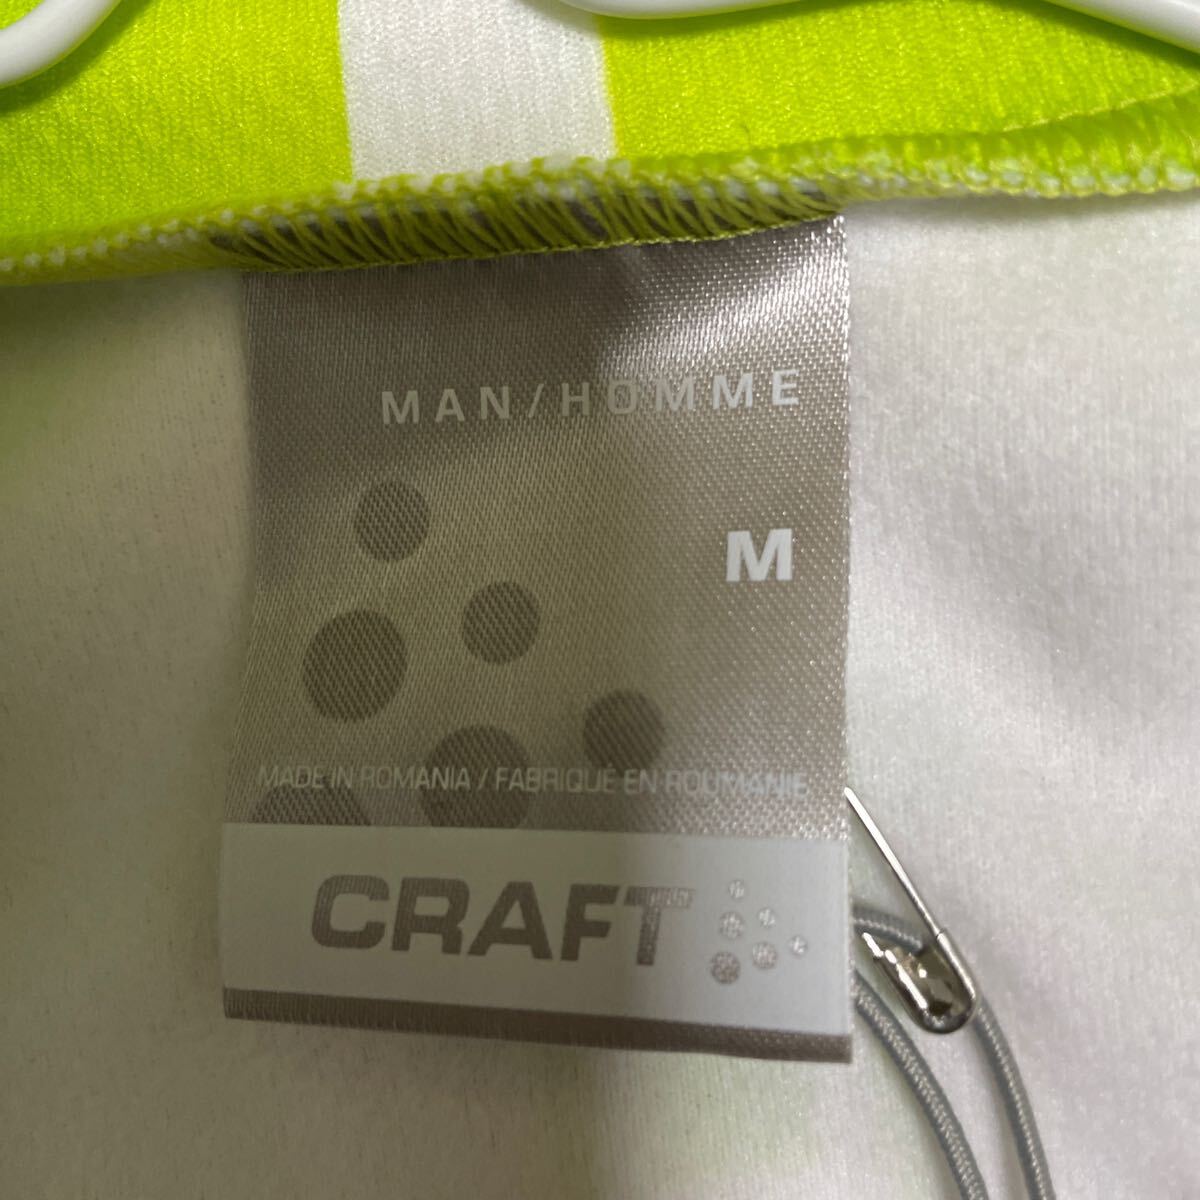 MAN/HOMME
M
MADE IN ROMANIA / FABRIQUÉ EN ROUMANIE
CRAFT